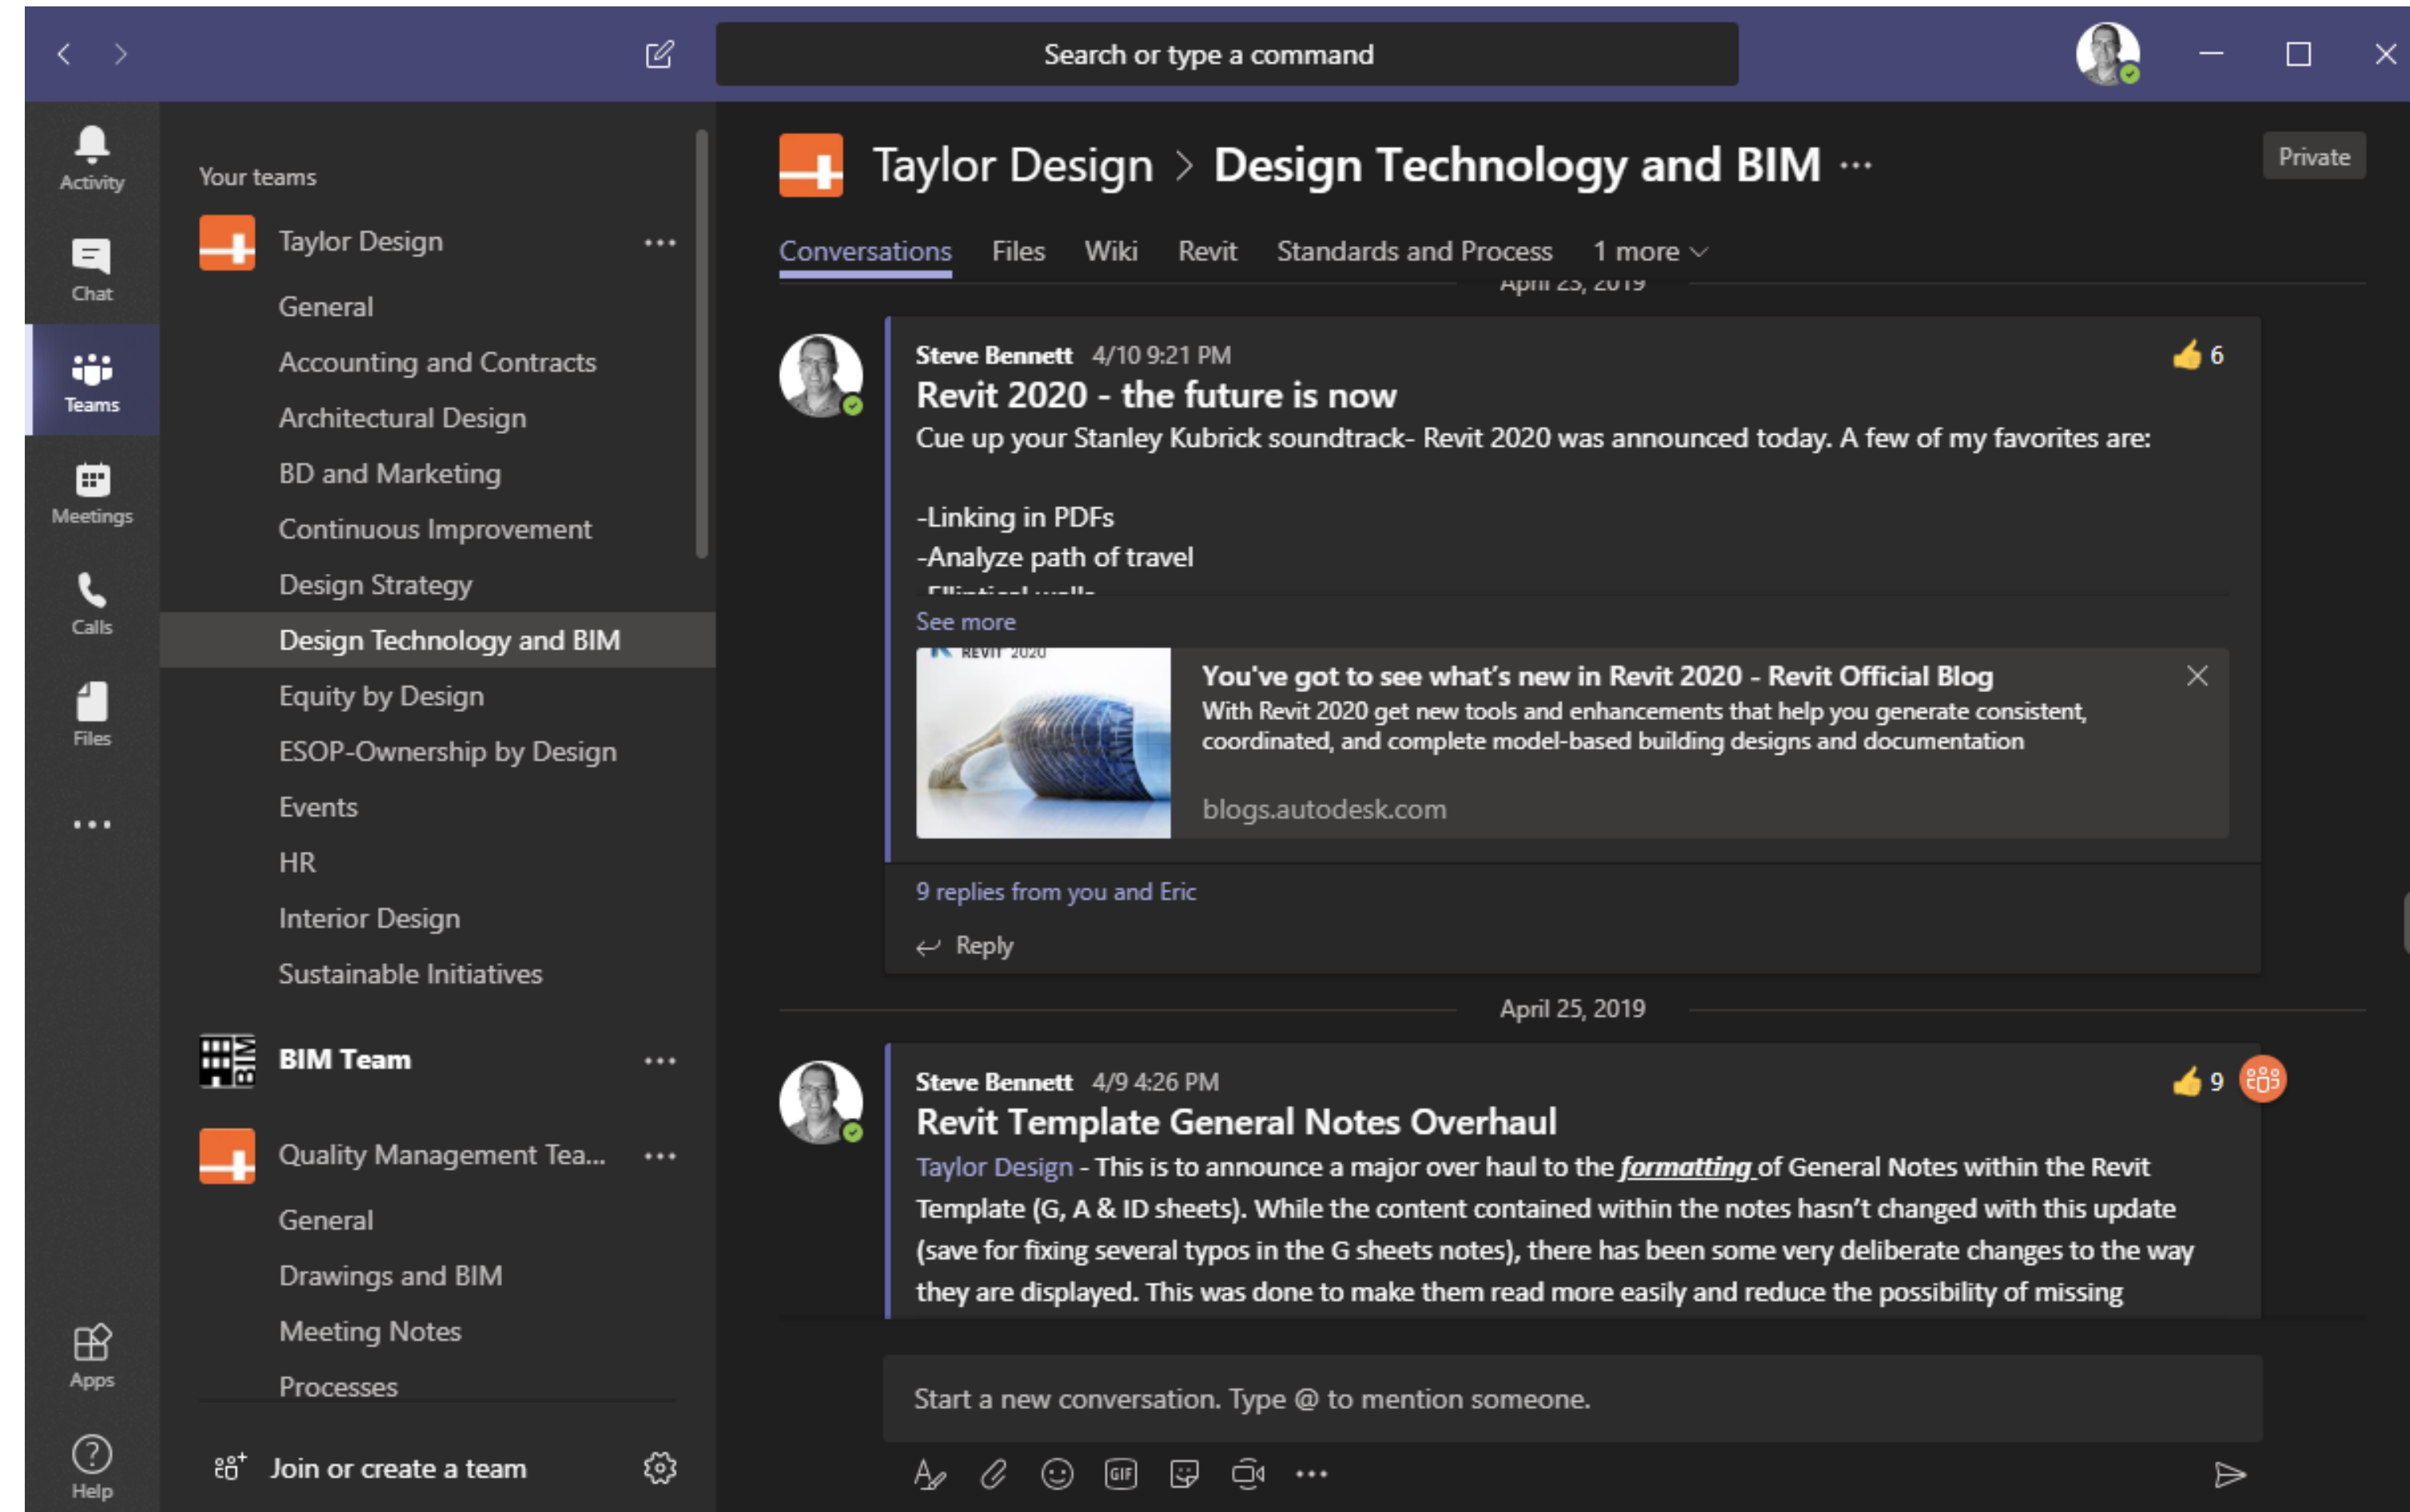 Search or type a command
Activity
Chat
Teams
Meetings
Calls
Files
Apps
Help
Your teams
Taylor Design
General
Accounting and Contracts
Architectural Design
BD and Marketing
Continuous Improvement
Design Strategy
Design Technology and BIM
Equity by Design
ESOP-Ownership by Design
Events
HR
Interior Design
Sustainable Initiatives
BIM
BIM Team
Quality Management Tea...
General
Drawings and BIM
Meeting Notes
Processes
Join or create a team
Taylor Design > Design Technology and BIM ...
Private
Conversations Files Wiki Revit Standards and Process 1 more
April 23, 2019
Steve Bennett 4/10 9:21 PM
6
Revit 2020 - the future is now
Cue up your Stanley Kubrick soundtrack- Revit 2020 was announced today. A few of my favorites are:
-Linking in PDFs
-Analyze path of travel
-Elliptical walls
See more
REVIT 2020
You've got to see what's new in Revit 2020 - Revit Official Blog
With Revit 2020 get new tools and enhancements that help you generate consistent,
coordinated, and complete model-based building designs and documentation
blogs.autodesk.com
9 replies from you and Eric
Reply
April 25, 2019
Steve Bennett 4/9 4:26 PM
9
Revit Template General Notes Overhaul
Taylor Design - This is to announce a major over haul to the formatting of General Notes within the Revit
Template (G, A & ID sheets). While the content contained within the notes hasn't changed with this update
(save for fixing several typos in the G sheets notes), there has been some very deliberate changes to the way
they are displayed. This was done to make them read more easily and reduce the possibility of missing
Start a new conversation. Type @ to mention someone.
GIF